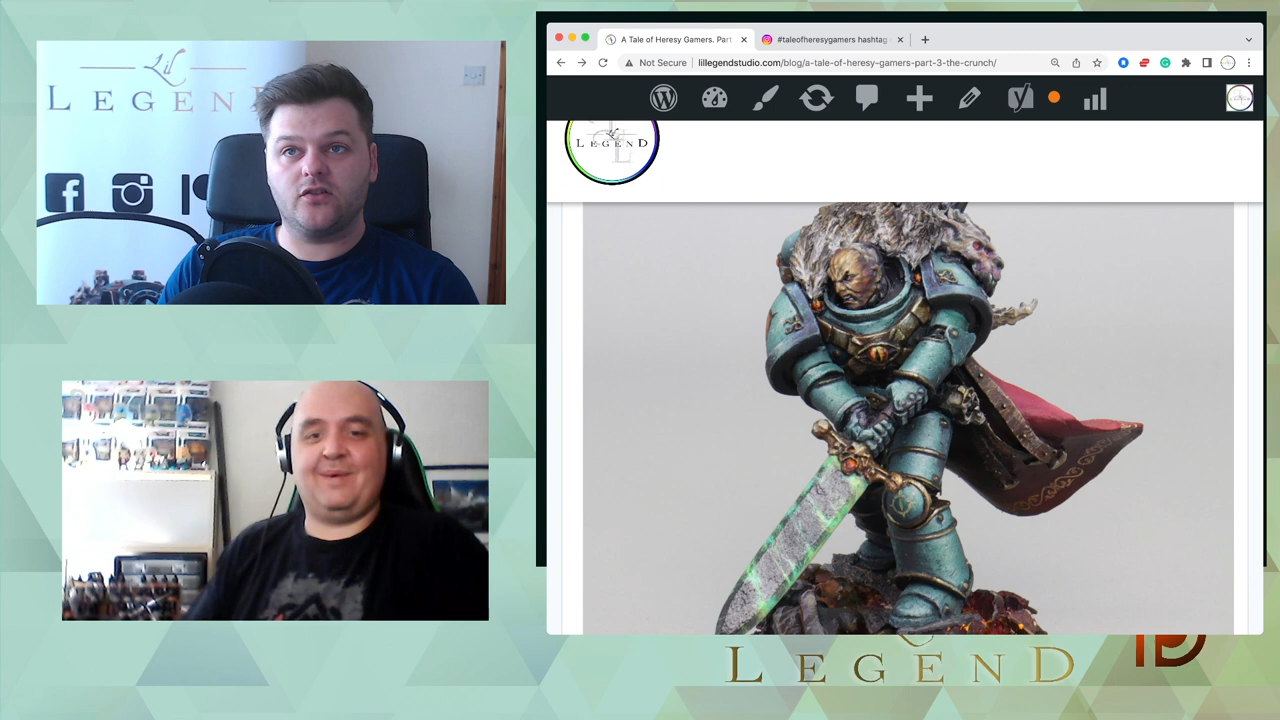 Lil
LEGEND
A Tale of Heresy Gamers. Part
#taleofheresygamers hashtag
Not Secure
lillegendstudio.com/blog/a-tale-of-heresy-gamers-part-3-the-crunch/
LEGEND
LEGEND